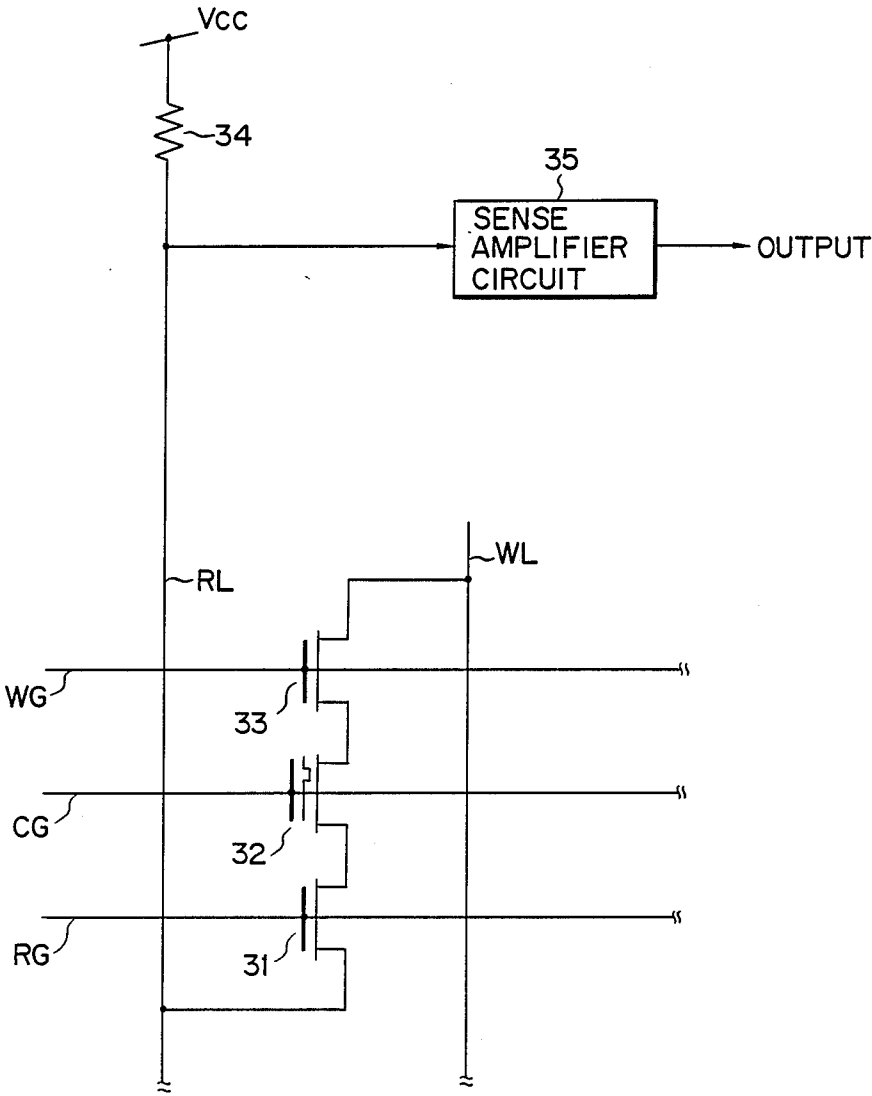 Vcc
34
35
SENSE
AMPLIFIER
CIRCUIT
OUTPUT
WL
RL
WG
33
CG
32
RG
31